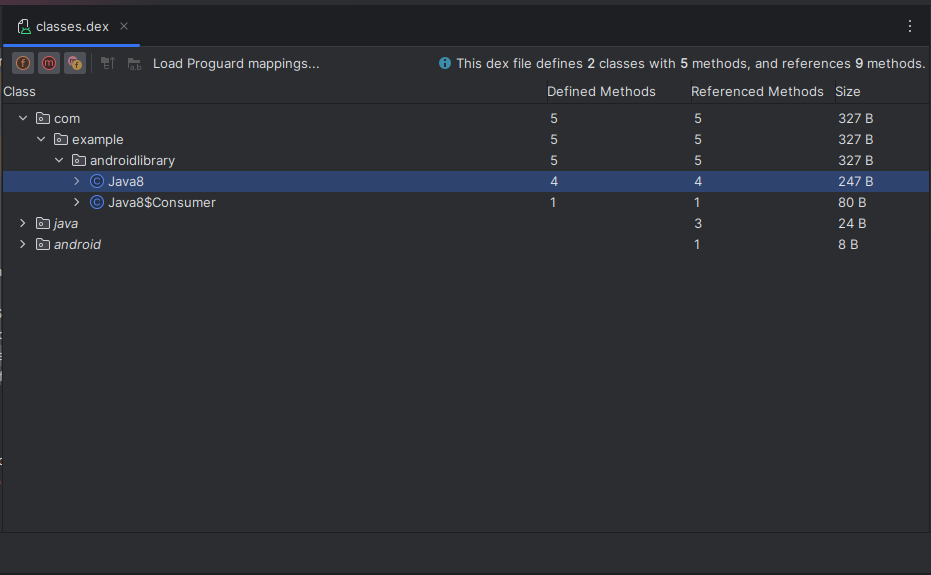 classes.dex
Load Proguard mappings... This dex file defines 2 classes with 5 methods, and references 9 methods.
Class Defined Methods Referenced Methods Size
com 5 5 327 B
example 5 5 327 B
androidlibrary 5 5 327 B
Java8 4 4 247 B
Java8$Consumer 1 1 80 B
java 3 24 B
android 1 8 B